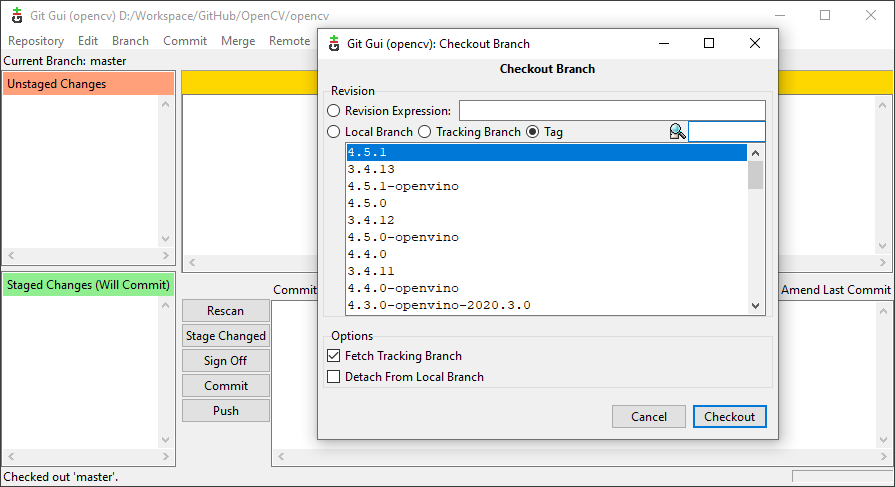 Git Gui (opencv) D:/Workspace/GitHub/OpenCV/opencv
Repository Edit Branch Commit Merge Remote
Current Branch: master
Unstaged Changes
Staged Changes (Will Commit)
Rescan
Stage Changed
Sign Off
Commit
Push
Commit
Amend Last Commit
Checked out 'master'.
Git Gui (opencv): Checkout Branch
Checkout Branch
Revision
Revision Expression:
Local Branch Tracking Branch Tag
4.5.1
3.4.13
4.5.1-openvino
4.5.0
3.4.12
4.5.0-openvino
4.4.0
3.4.11
4.4.0-openvino
4.3.0-openvino-2020.3.0
Options
Fetch Tracking Branch
Detach From Local Branch
Cancel Checkout